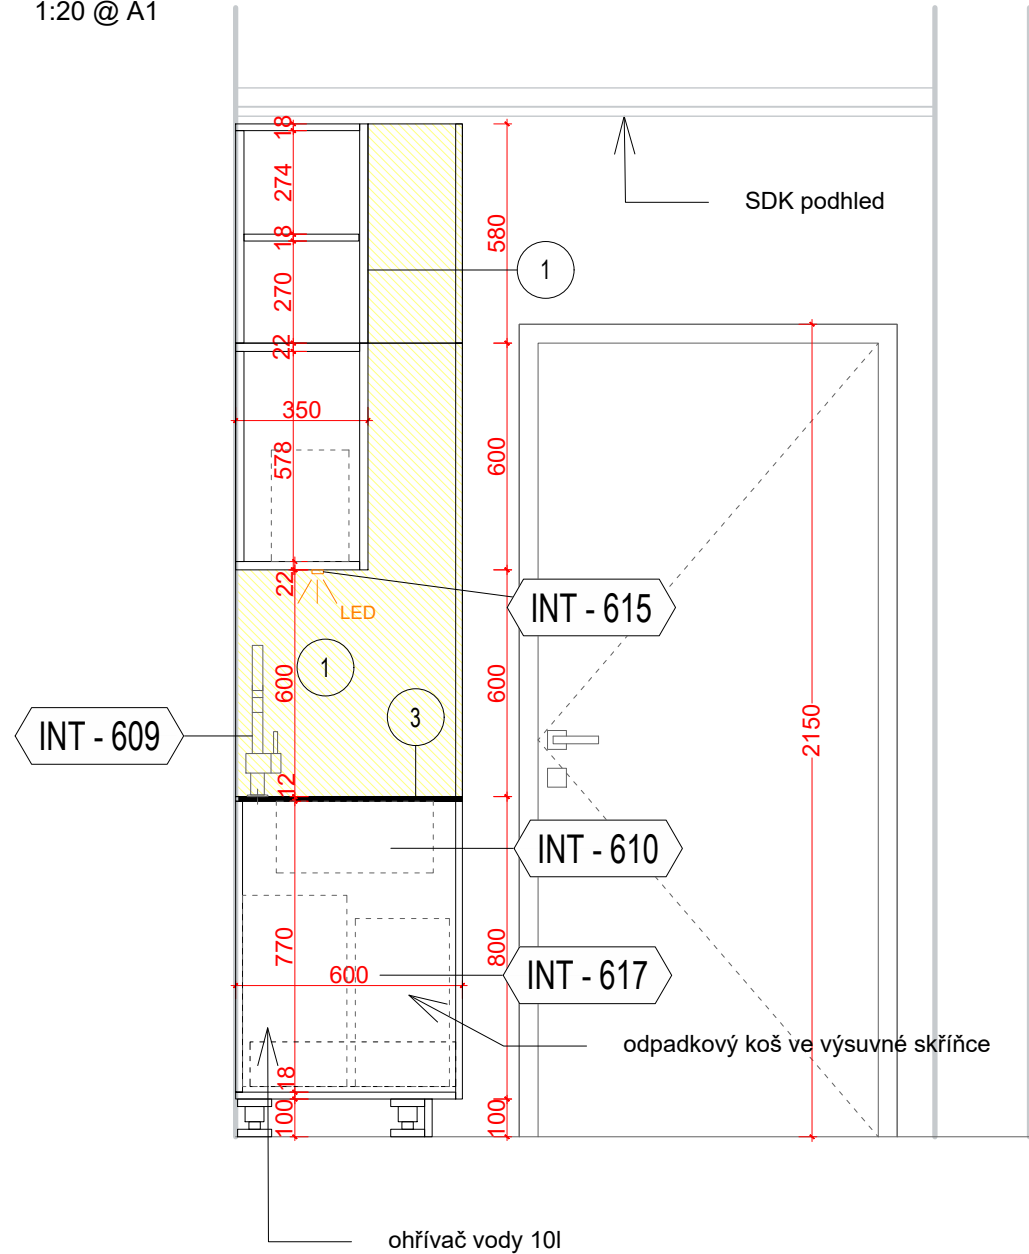 1:20 @ A1
18
274
SDK podhled
18
580
1
270
22
350
578
600
22
INT - 615
LED
1
600
600
3
2150
INT - 609
12
INT - 610
770
800
600
INT - 617
odpadkový koš ve výsuvné skříňce
18
100
100
ohřívač vody 10l